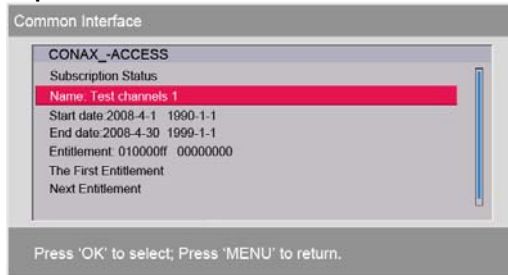 Common Interface
CONAX_-ACCESS
Subscription Status
Name: Test channels 1
Start date:2008-4-1 1990-1-1
End date:2008-4-30 1999-1-1
Entitlement: 010000ff 00000000
The First Entitlement
Next Entitlement
Press 'OK' to select; Press 'MENU' to return.